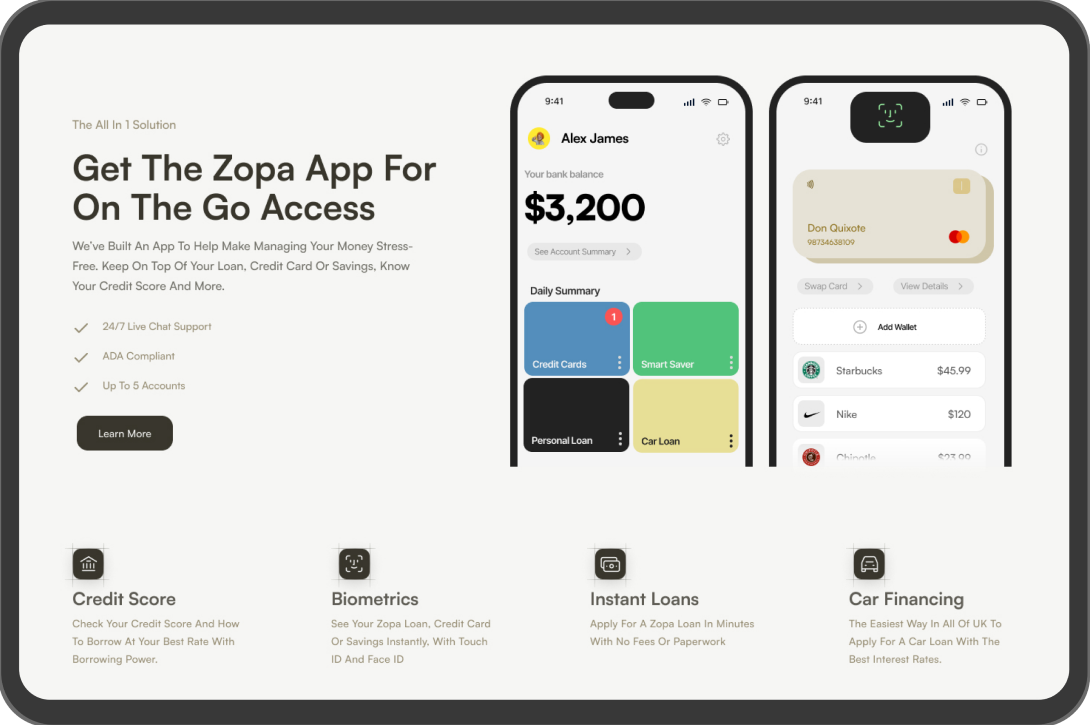 The All In 1 Solution
Get The Zopa App For
On The Go Access
We've Built An App To Help Make Managing Your Money Stress-
Free. Keep On Top Of Your Loan, Credit Card Or Savings, Know
Your Credit Score And More.
24/7 Live Chat Support
ADA Compliant
Up To 5 Accounts
Learn More
9:41
Alex James
Your bank balance
$3,200
See Account Summary
Daily Summary
1
Credit Cards
Smart Saver
Personal Loan
Car Loan
9:41
Don Quixote
98734638109
Swap Card
View Details
Add Wallet
Starbucks
$45.99
Nike
$120
Chipotle
$23.99
Credit Score
Check Your Credit Score And How
To Borrow At Your Best Rate With
Borrowing Power.
Biometrics
See Your Zopa Loan, Credit Card
Or Savings Instantly, With Touch
ID And Face ID
Instant Loans
Apply For A Zopa Loan In Minutes
With No Fees Or Paperwork
Car Financing
The Easiest Way In All Of UK To
Apply For A Car Loan With The
Best Interest Rates.